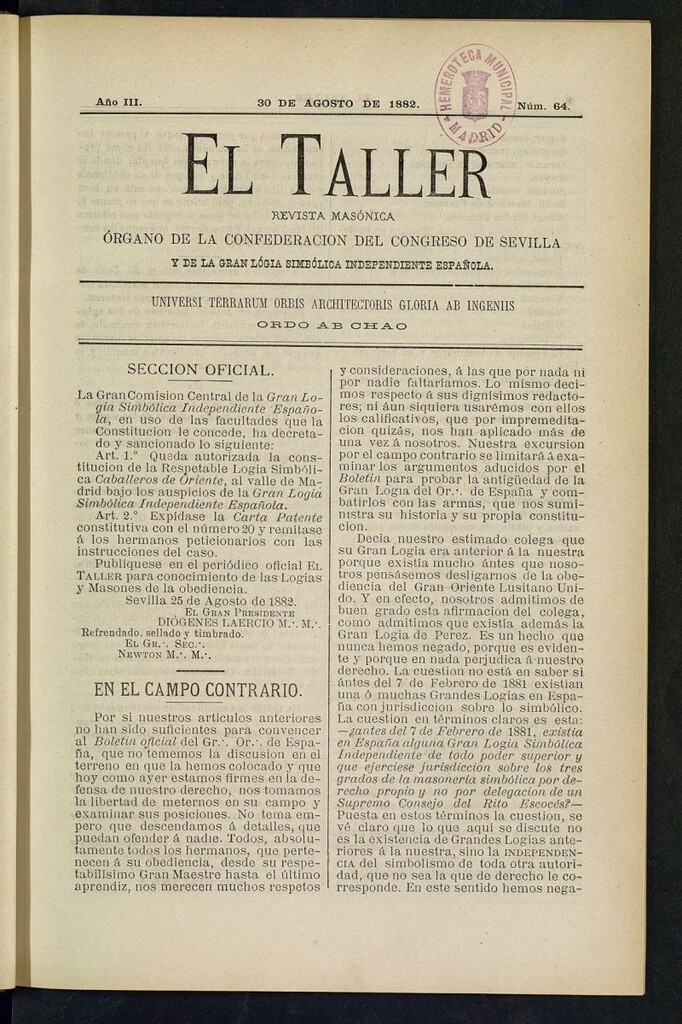 HEMEROTECA MUNICIPAL
MADRID
Año III.
30 DE AGOSTO DE 1882.
Núm. 64.
EL TALLER
REVISTA MASÓNICA
ÓRGANO DE LA CONFEDERACION DEL CONGRESO DE SEVILLA
Y DE LA GRAN LÓGIA SIMBÓLICA INDEPENDIENTE ESPAÑOLA.
UNIVERSI TERRARUM ORBIS ARCHITECTORIS GLORIA AB INGENIIS
ORDO AB CHAO
SECCION OFICIAL.
La Gran Comision Central de la Gran Lo-
gia Simbólica Independiente Españo-
la, en uso de las facultades que la
Constitucion le concede, ha decreta-
do y sancionado lo siguiente:
Art. 1.º Queda autorizada la cons-
titucion de la Respetable Logia Simbóli-
ca Caballeros de Oriente, al valle de Ma-
drid bajo los auspicios de la Gran Logia
Simbólica Independiente Española.
Art. 2.º Expídase la Carta Patente
constitutiva con el número 20 y remítase
á los hermanos peticionarios con las
instrucciones del caso.
Publíquese en el periódico oficial EL
TALLER para conocimiento de las Logias
y Masones de la obediencia.
Sevilla 25 de Agosto de 1882.
EL GRAN PRESIDENTE
DIÓGENES LAERCIO M.·. M.·.
Refrendado, sellado y timbrado.
EL GR.·. SEC.·.
NEWTON M.·. M.·.
EN EL CAMPO CONTRARIO.
Por si nuestros artículos anteriores
no han sido suficientes para convencer
al Boletin oficial del Gr.·. Or.·. de Espa-
ña, que no tememos la discusion en el
terreno en que la hemos colocado y que
hoy como ayer estamos firmes en la de-
fensa de nuestro derecho, nos tomamos
la libertad de meternos en su campo y
examinar sus posiciones. No tema em-
pero que descendamos á detalles, que
puedan ofender á nadie. Todos, absolu-
tamente todos los hermanos, que perte-
necen á su obediencia, desde su respe-
tabilísimo Gran Maestre hasta el último
aprendiz, nos merecen muchos respetos
y consideraciones, á las que por nada ni
por nadie faltaríamos. Lo mismo deci-
mos respecto á sus dignísimos redacto-
res; ni áun siquiera usarémos con ellos
los calificativos, que por impremedita-
cion quizás, nos han aplicado más de
una vez á nosotros. Nuestra excursion
por el campo contrario se limitará á exa-
minar los argumentos aducidos por el
Boletin para probar la antigüedad de la
Gran Logia del Or.·. de España y com-
batirlos con las armas, que nos sumi-
nistra su historia y su propia constitu-
cion.
Decia nuestro estimado colega que
su Gran Logia era anterior á la nuestra
porque existía mucho ántes que noso-
tros pensásemos desligarnos de la obe-
diencia del Gran Oriente Lusitano Uni-
do. Y en efecto, nosotros admitimos de
buen grado esta afirmacion del colega,
como admitimos que existía además la
Gran Logia de Perez. Es un hecho que
nunca hemos negado, porque es eviden-
te y porque en nada perjudica á nuestro
derecho. La cuestion no está en saber si
ántes del 7 de Febrero de 1881 existian
una ó muchas Grandes Logias en Espa-
ña con jurisdiccion sobre lo simbólico.
La cuestion en términos claros es esta:
—¿ántes del 7 de Febrero de 1881, existía
en España alguna Gran Logia Simbólica
Independiente de todo poder superior y
que ejerciese jurisdicción sobre los tres
grados de la masonería simbólica por de-
recho propio y no por delegacion de un
Supremo Consejo del Rito Escocés?—
Puesta en estos términos la cuestion, se
vé claro que lo que aquí se discute no
es la existencia de Grandes Logias ante-
riores á la nuestra, sino la INDEPENDEN-
CIA del simbolismo de toda otra autori-
dad, que no sea la que de derecho le co-
rresponde. En este sentido hemos nega-